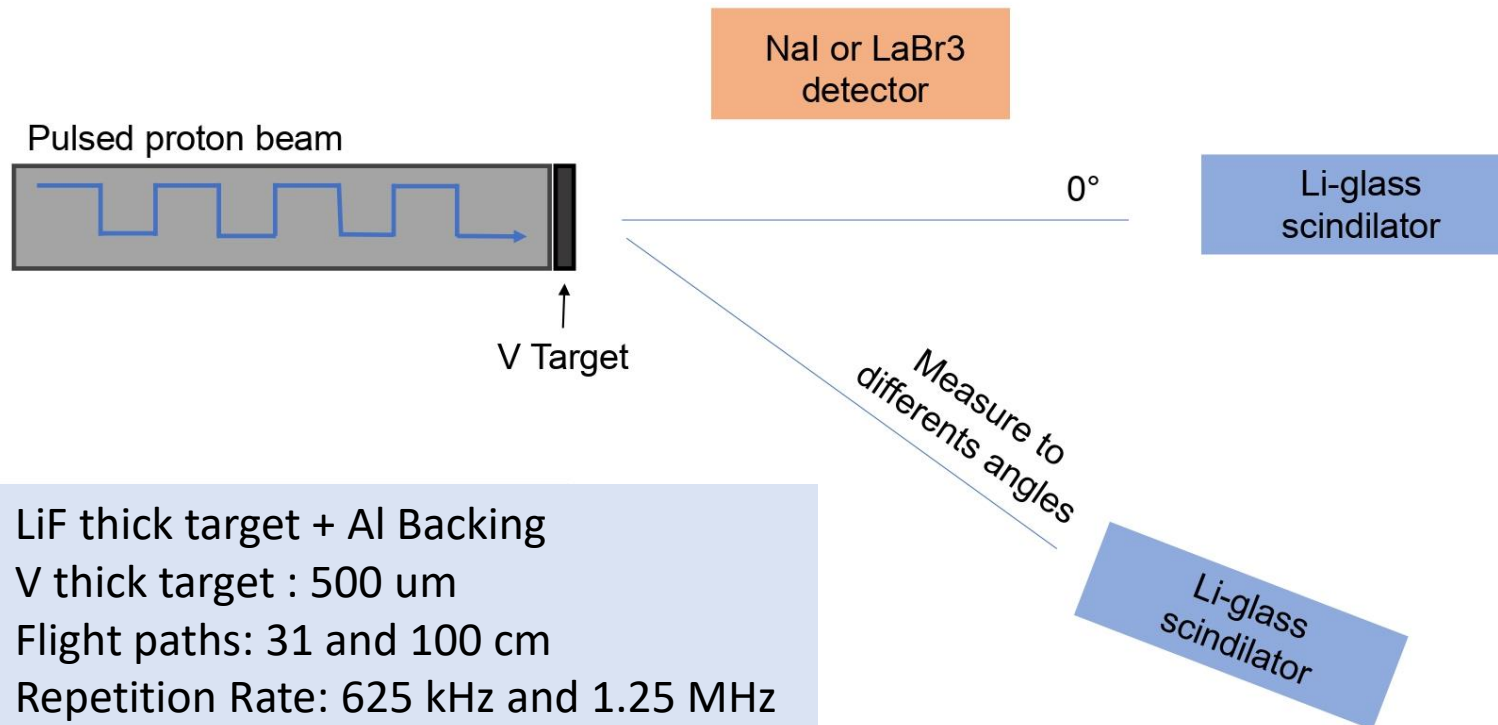 NaI or LaBr3
detector
Pulsed proton beam
0°
Li-glass
scindilator
V Target
Measure to
differents angles
Li-glass
scindilator
LiF thick target + Al Backing
V thick target : 500 um
Flight paths: 31 and 100 cm
Repetition Rate: 625 kHz and 1.25 MHz